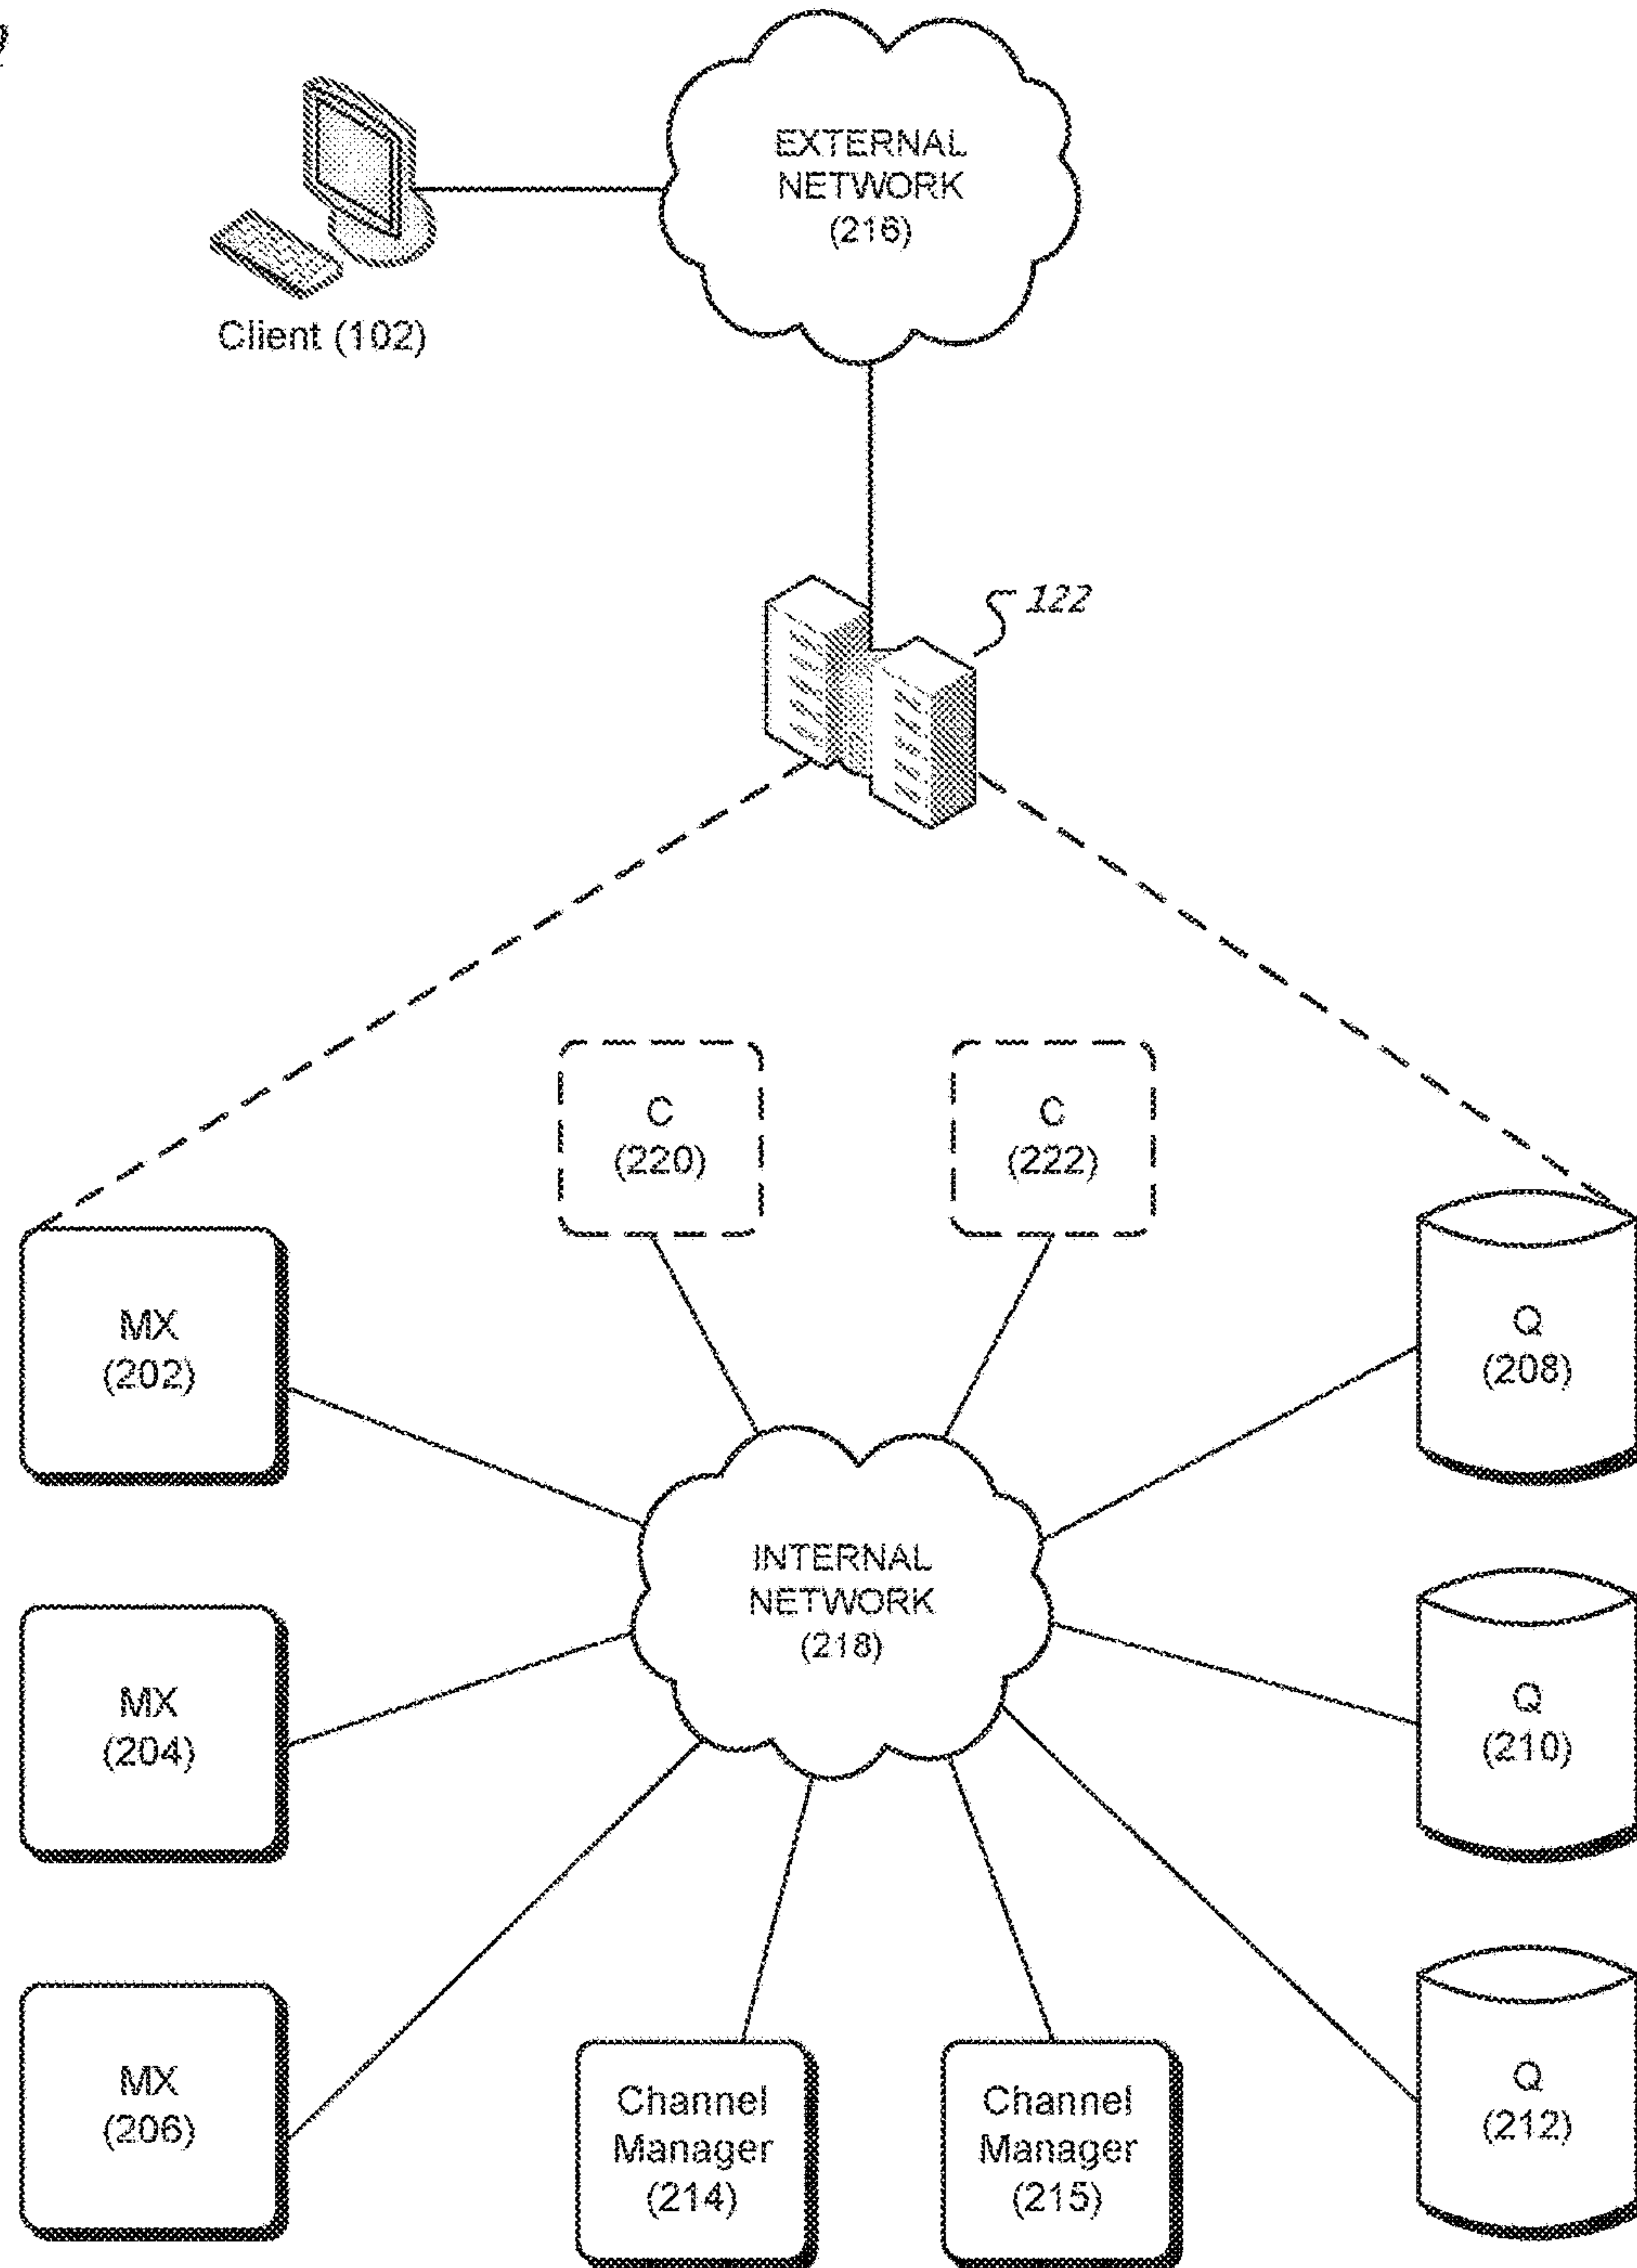 EXTERNAL
NETWORK
(216)
Client (102)
122
C
(220)
C
(222)
MX
(202)
Q
(208)
INTERNAL
NETWORK
(218)
MX
(204)
Q
(210)
MX
(206)
Channel
Manager
(214)
Channel
Manager
(215)
Q
(212)